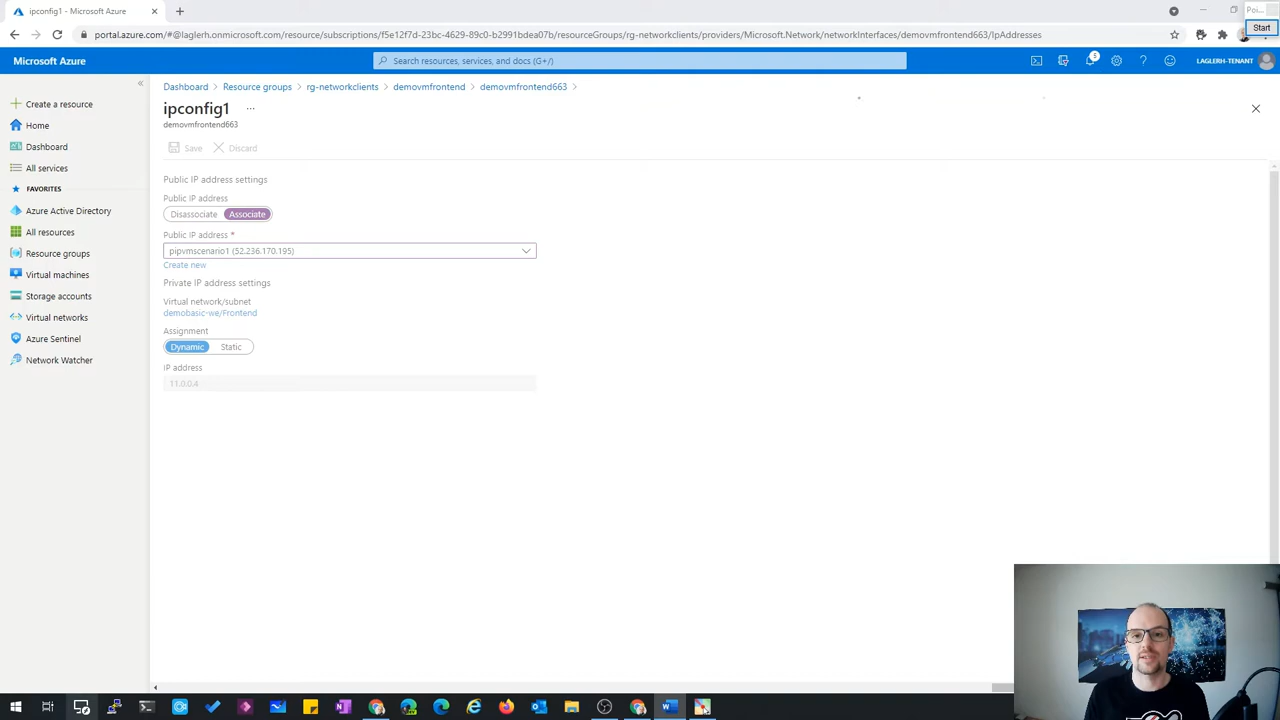 ipconfig1 - Microsoft Azure
Poi...
Start
portal.azure.com/#@laglerh.onmicrosoft.com/resource/subscriptions/f5e12f7d-23bc-4629-89c0-b2991bdea07
sourceGroups/rg-networkclients/providers/Microsoft.Network/networkInterfaces/demovmfrontend663/IpAddresses
Microsoft Azure
Search resources, services, and docs (G+/)
5
LAGLERH-TENANT
Create a resource
Home
Dashboard
All services
FAVORITES
Azure Active Directory
All resources
Resource groups
Virtual machines
Storage accounts
Virtual networks
Azure Sentinel
Network Watcher
Dashboard > Resource groups > rg-networkclients > demovmfrontend > demovmfrontend663 >
ipconfig1 ...
demovmfrontend663
Save Discard
Public IP address settings
Public IP address
Disassociate Associate
Public IP address *
pipvmscenario1 (52.236.170.195)
Create new
Private IP address settings
Virtual network/subnet
demobasic-we/Frontend
Assignment
Dynamic Static
IP address
11.0.0.4